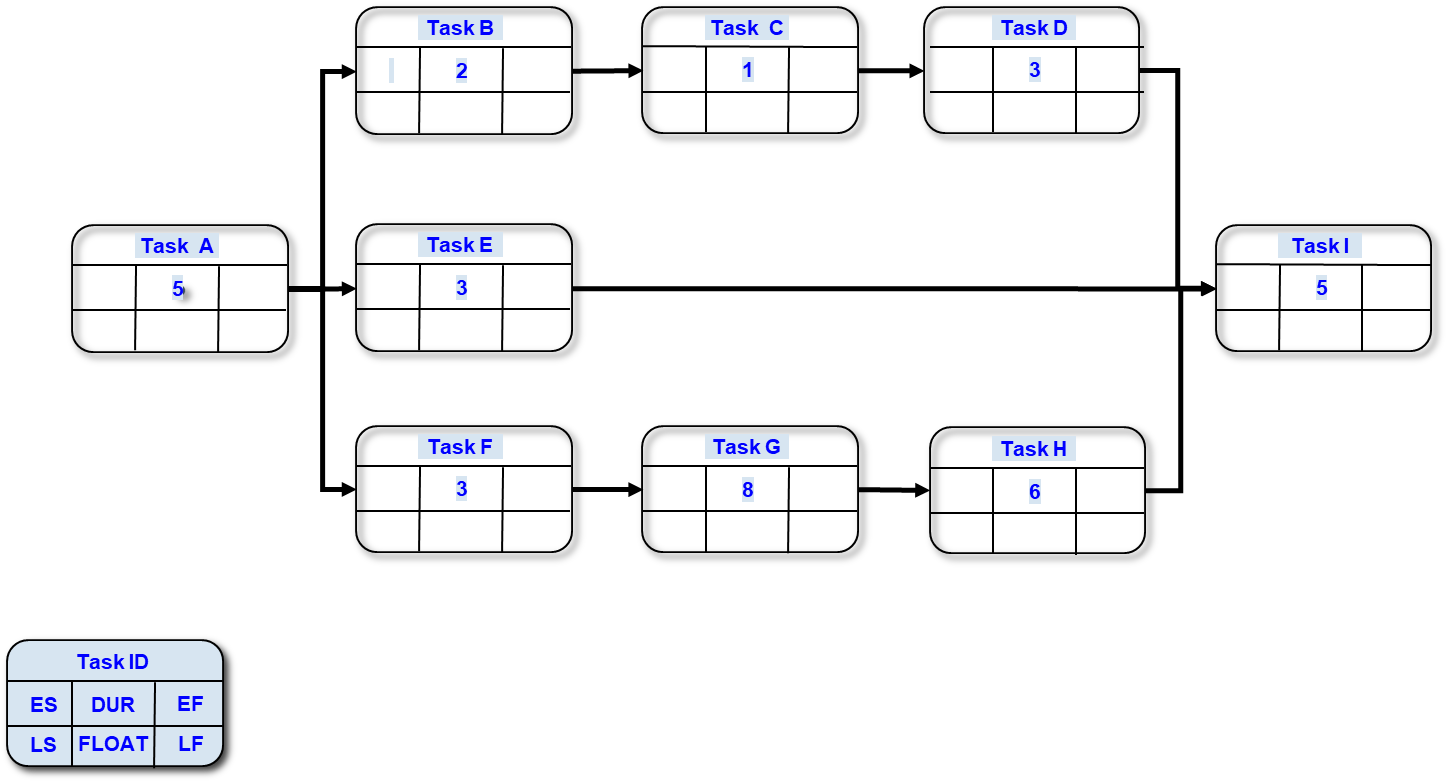 Task B
2
Task C
1
Task D
3
Task A
5
Task E
3
Task I
5
Task F
3
Task G
8
Task H
6
Task ID
ES DUR EF
LS FLOAT LF